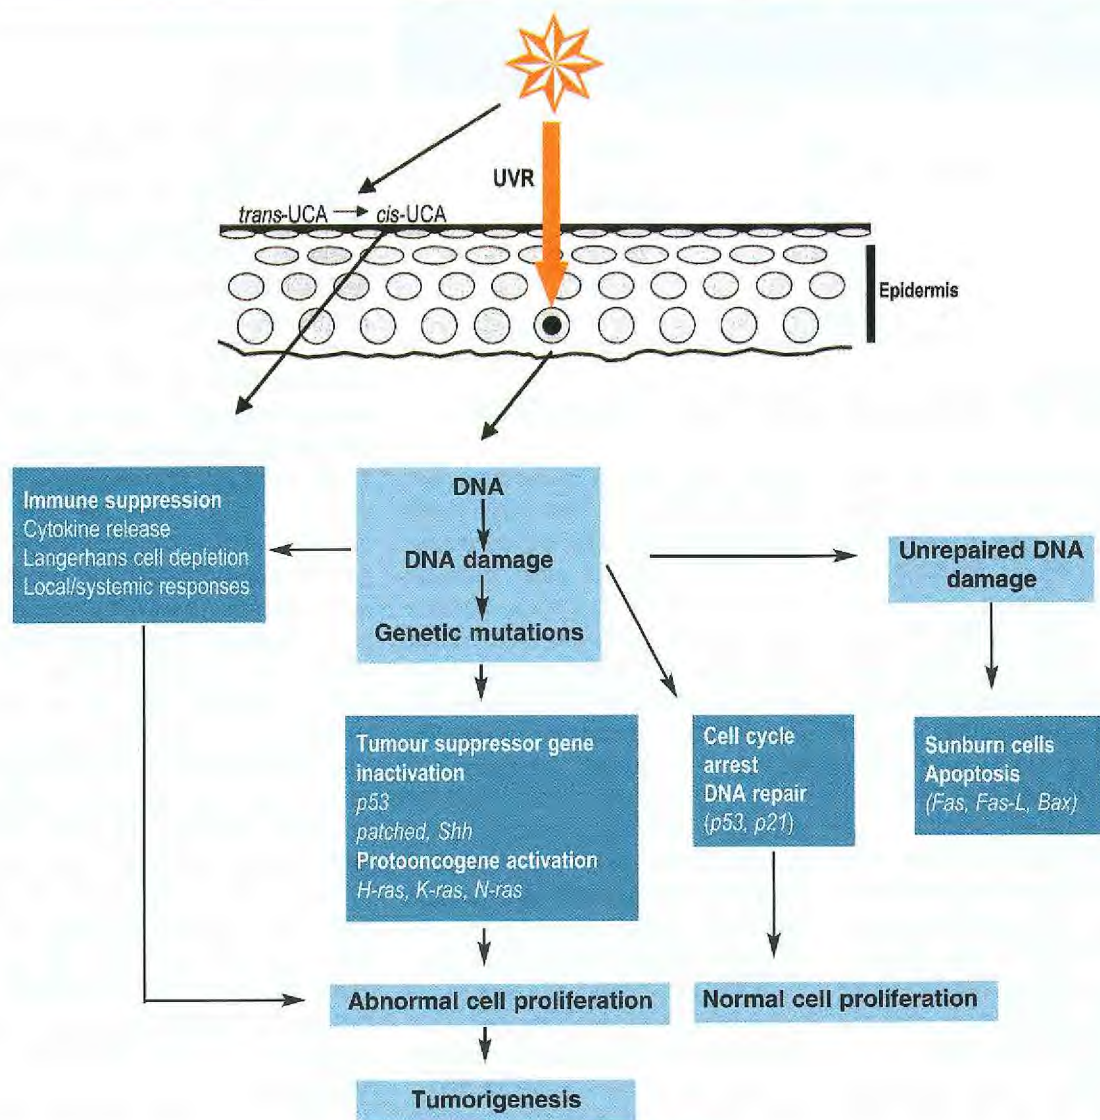 UVR
trans-UCA → cis-UCA
Epidermis
Immune suppression
Cytokine release
Langerhans cell depletion
Local/systemic responses
DNA
DNA damage
Genetic mutations
Unrepaired DNA
damage
Tumour suppressor gene
inactivation
p53
patched, Shh
Protooncogene activation
H-ras, K-ras, N-ras
Cell cycle
arrest
DNA repair
(p53, p21)
Sunburn cells
Apoptosis
(Fas, Fas-L, Bax)
Abnormal cell proliferation
Normal cell proliferation
Tumorigenesis